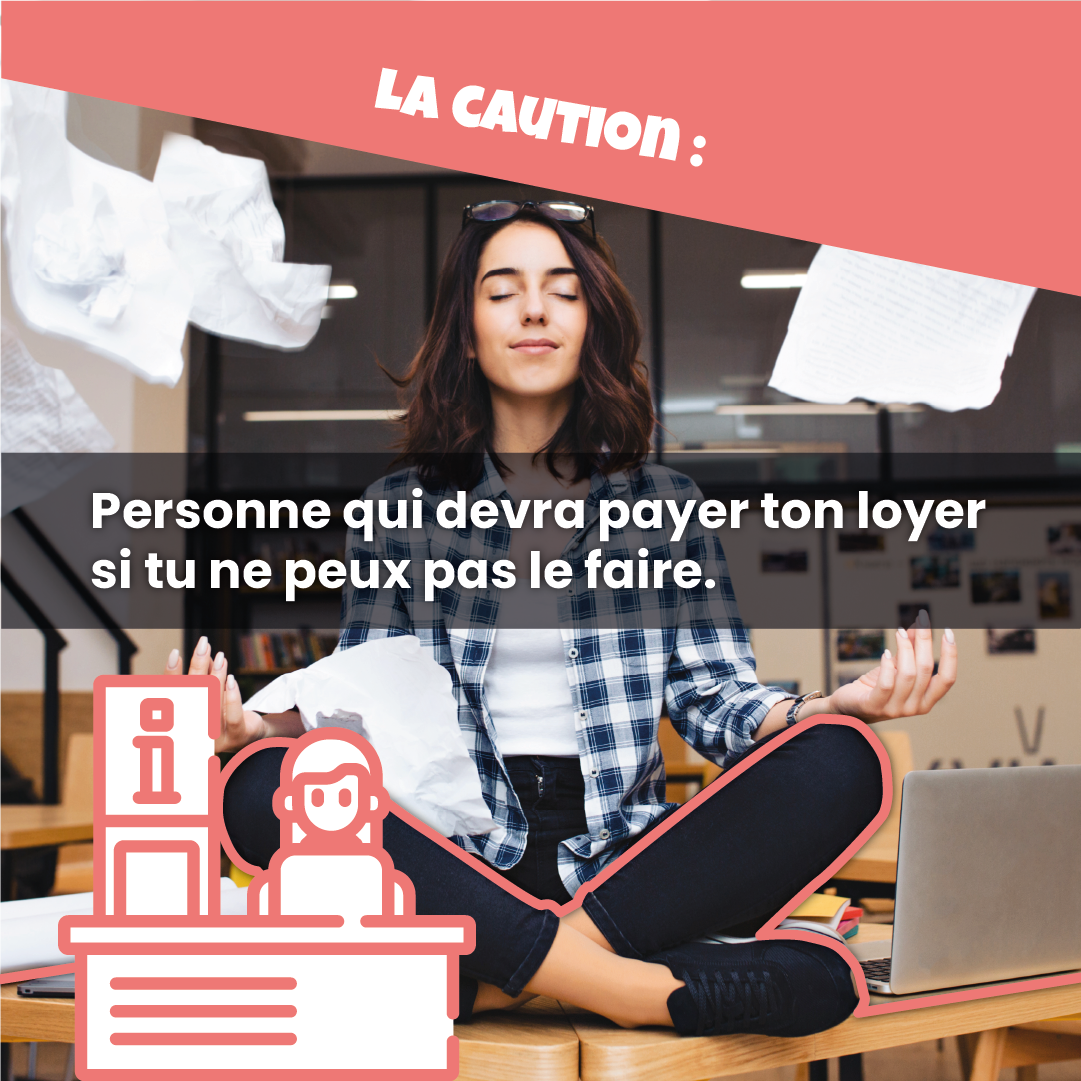 LA CAUTION :
Personne qui devra payer ton loyer
si tu ne peux pas le faire.